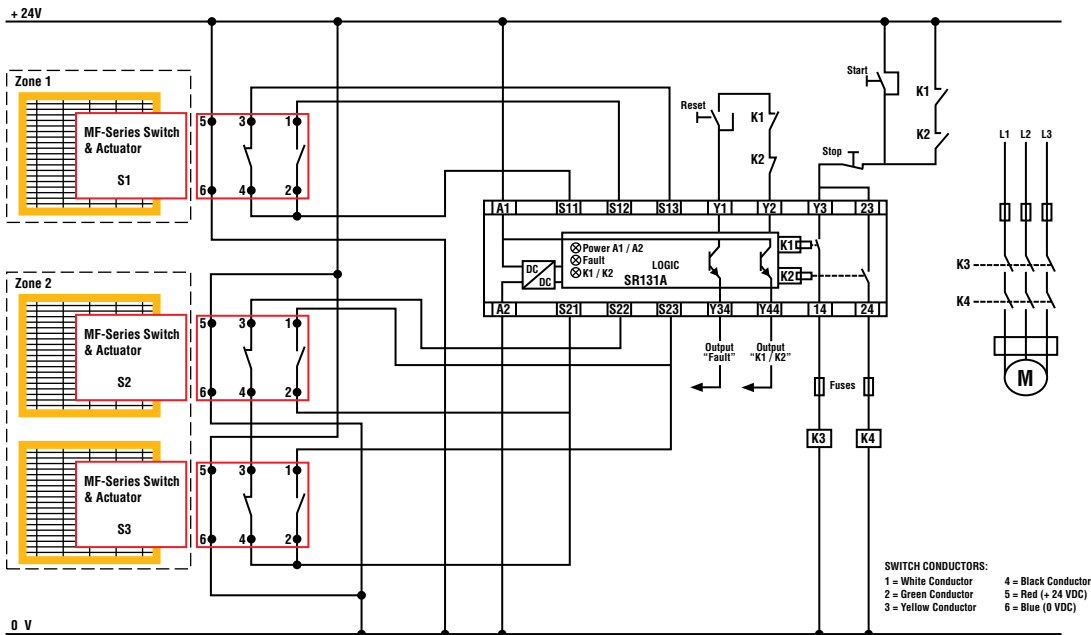 + 24V
Zone 1
MF-Series Switch
& Actuator
S1
5 3 1
6 4 2
Zone 2
MF-Series Switch
& Actuator
S2
5 3 1
6 4 2
MF-Series Switch
& Actuator
S3
5 3 1
6 4 2
Reset
K1
K2
Start
Stop
K1
K2
A1 S11 S12 S13 Y1 Y2 Y3 23
Power A1 / A2
Fault
K1 / K2
LOGIC
SR131A
DC
DC
K1
K2
A2 S21 S22 S23 Y34 Y44 14 24
Output
"Fault"
Output
"K1 / K2"
Fuses
K3
K4
L1 L2 L3
K3
K4
M
SWITCH CONDUCTORS:
1 = White Conductor
2 = Green Conductor
3 = Yellow Conductor
4 = Black Conductor
5 = Red (+ 24 VDC)
6 = Blue (0 VDC)
0 V